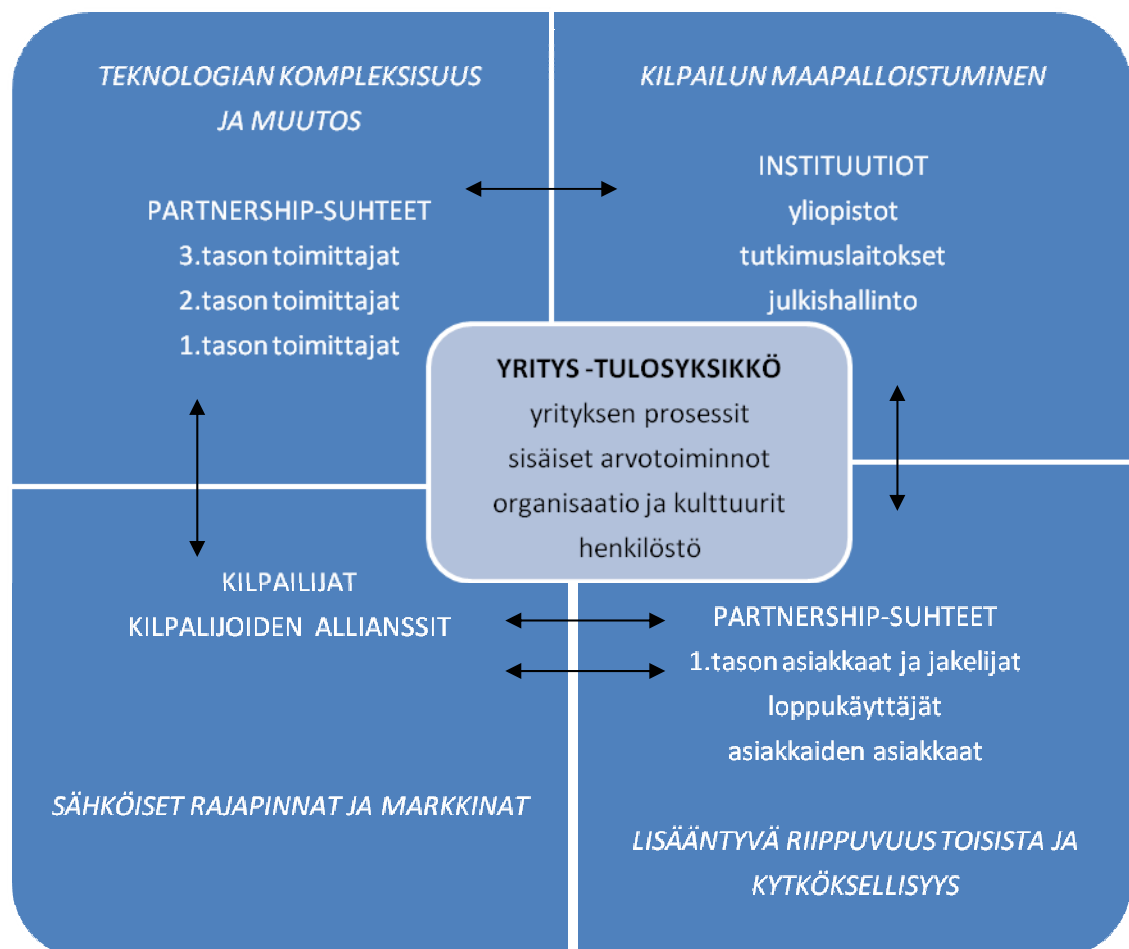 TEKNOLOGIAN KOMPLEKSISUUS
JA MUUTOS
PARTNERSHIP-SUHTEET
3.tason toimittajat
2.tason toimittajat
1.tason toimittajat
KILPAILUN MAAPALLOISTUMINEN
INSTITUUTIOT
yliopistot
tutkimuslaitokset
julkishallinto
YRITYS -TULOSYKSIKKÖ
yrityksen prosessit
sisäiset arvotoiminnot
organisaatio ja kulttuurit
henkilöstö
KILPAILIJAT
KILPALIJOIDEN ALLIANSSIT
SÄHKÖISET RAJAPINNAT JA MARKKINAT
PARTNERSHIP-SUHTEET
1.tason asiakkaat ja jakelijat
loppukäyttäjät
asiakkaiden asiakkaat
LISÄÄNTYVÄ RIIPPUVUUS TOISISTA JA
KYTKÖKSELLISYYS